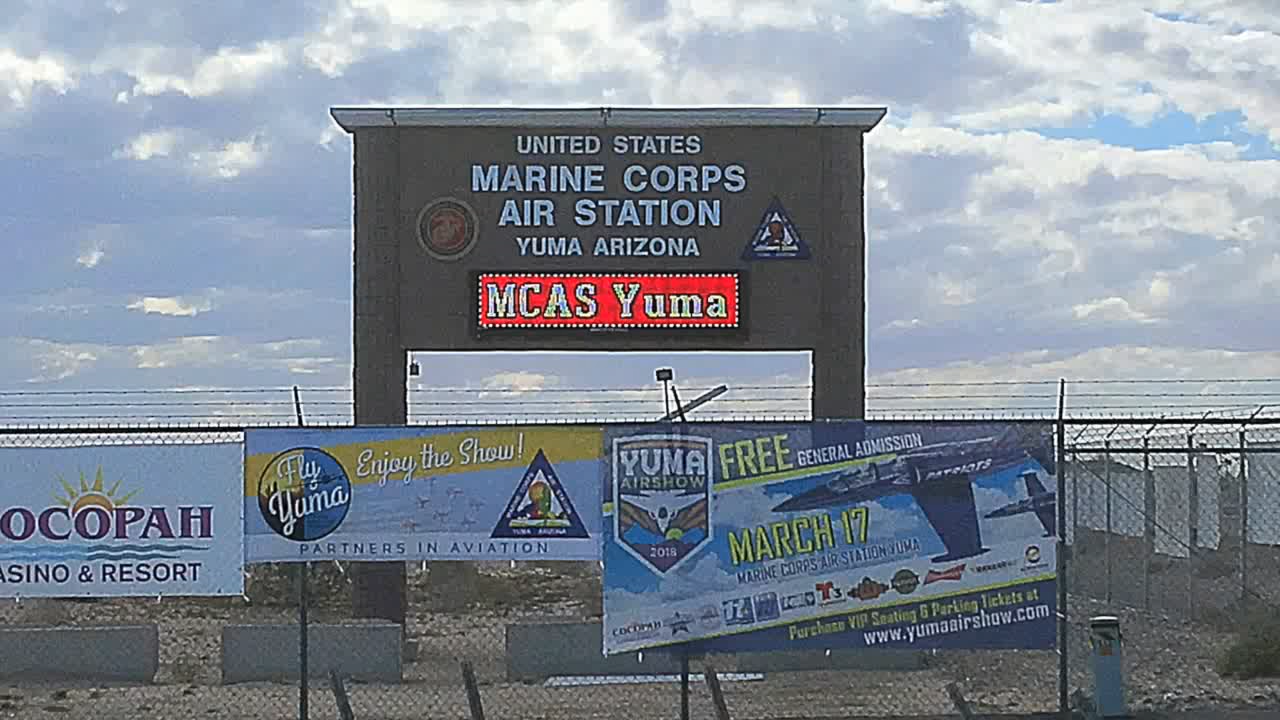 UNITED STATES
MARINE CORPS
AIR STATION
YUMA ARIZONA
MCAS Yuma
COCOPAH
ASINO & RESORT
Fly
Yuma
Enjoy the Show!
YUMA ARIZONA
PARTNERS IN AVIATION
YUMA
AIRSHOW
2018
FREE GENERAL ADMISSION
PATRIOTS
MARCH 17
MARINE CORPS AIR STATION YUMA
COCOPAH
Purchase VIP Seating & Parking Tickets at
www.yumaairshow.com